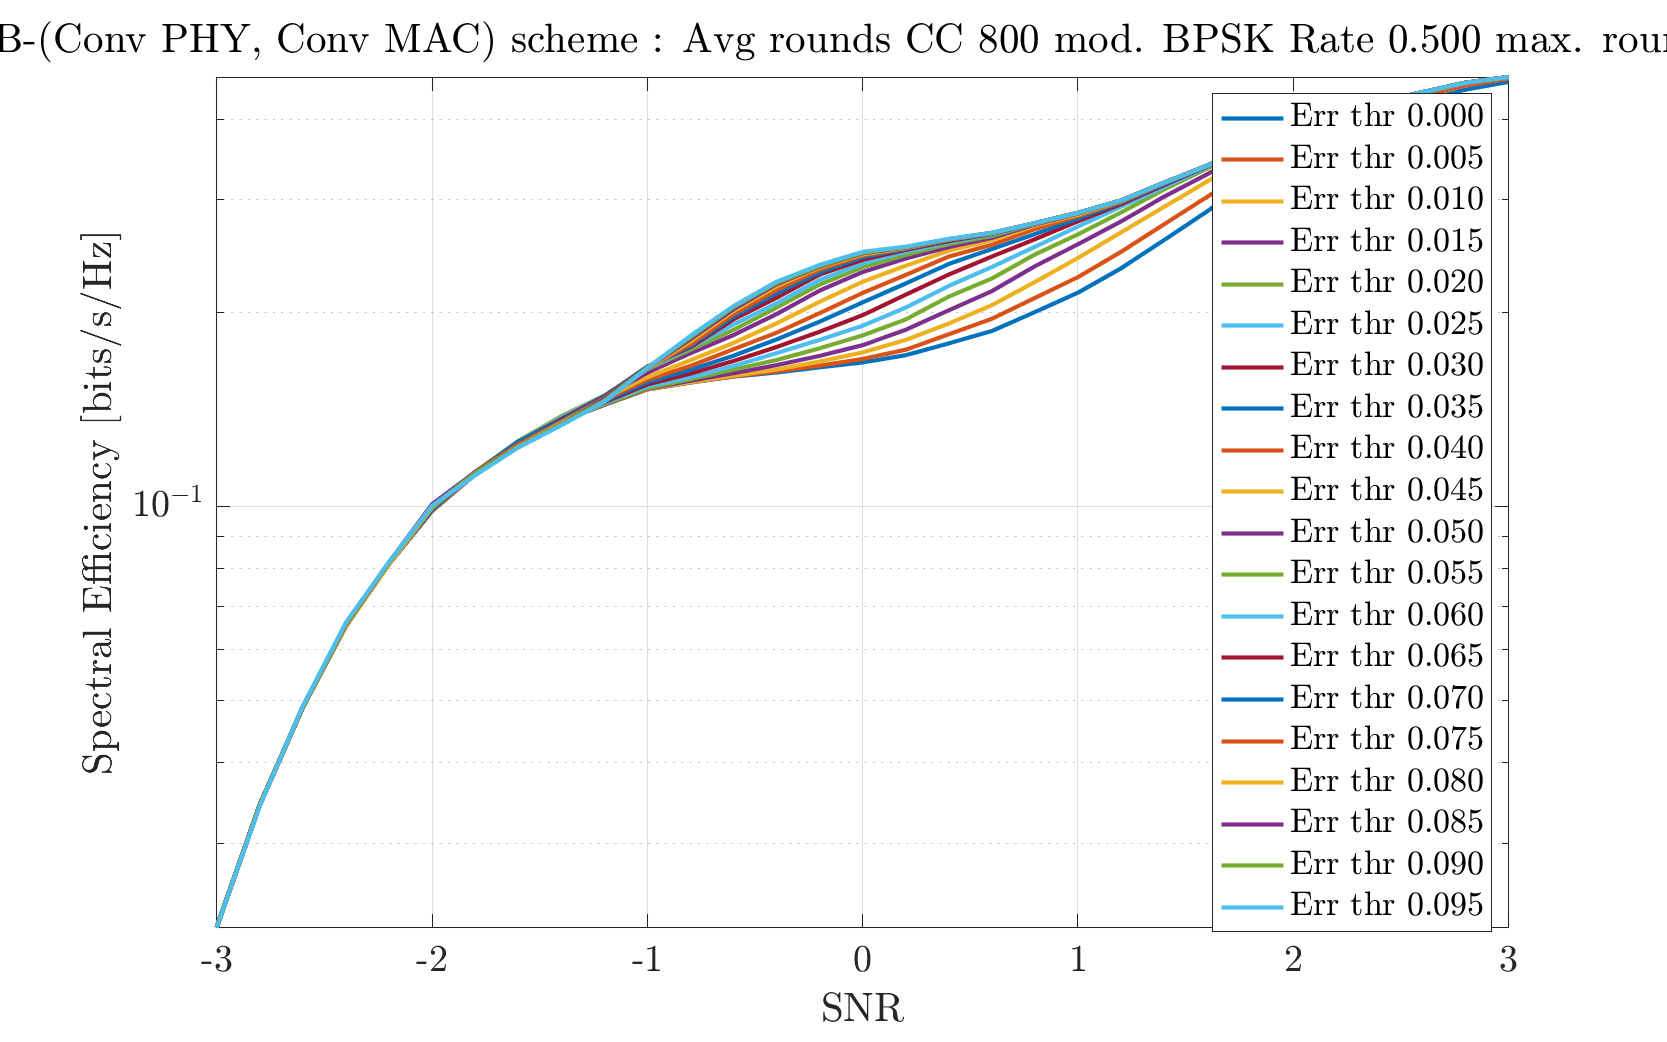 B-(Conv PHY, Conv MAC) scheme : Avg rounds CC 800 mod. BPSK Rate 0.500 max.
Spectral Efficiency [bits/s/Hz]
10⁻¹
Err thr 0.000
Err thr 0.005
Err thr 0.010
Err thr 0.015
Err thr 0.020
Err thr 0.025
Err thr 0.030
Err thr 0.035
Err thr 0.040
Err thr 0.045
Err thr 0.050
Err thr 0.055
Err thr 0.060
Err thr 0.065
Err thr 0.070
Err thr 0.075
Err thr 0.080
Err thr 0.085
Err thr 0.090
Err thr 0.095
-3 -2 -1 0 1 2 3
SNR